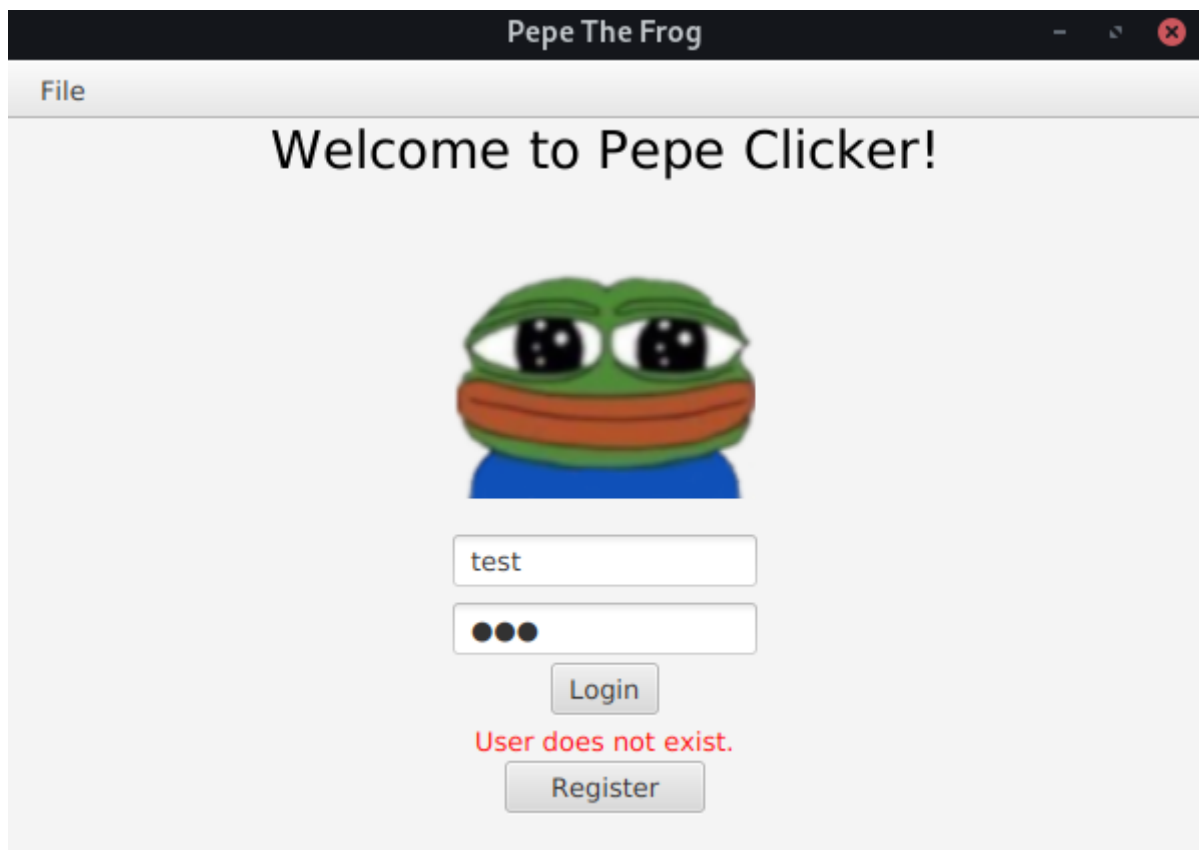 Pepe The Frog
File
Welcome to Pepe Clicker!
test
●●●
Login
User does not exist.
Register